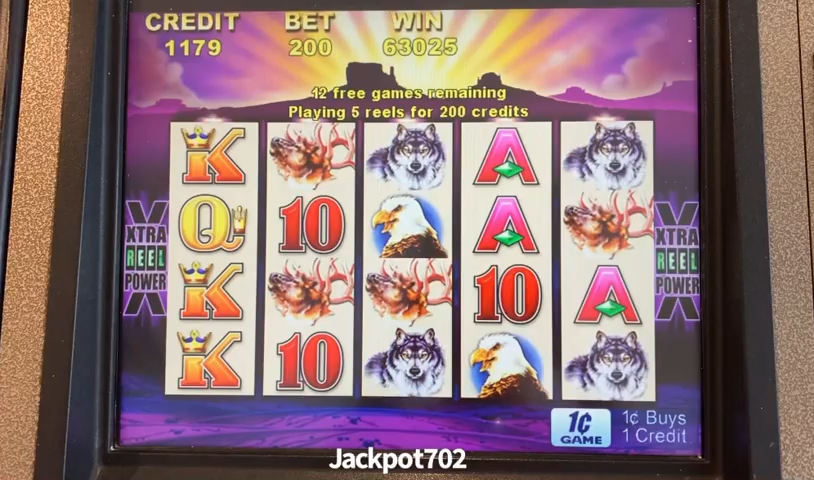 CREDIT BET WIN
1179 200 63025
12 free games remaining
Playing 5 reels for 200 credits
K A
Q 10 A
K 10 A
K 10
XTRA
REEL
POWER
XTRA
REEL
POWER
1¢
GAME
1¢ Buys
1 Credit
Jackpot702